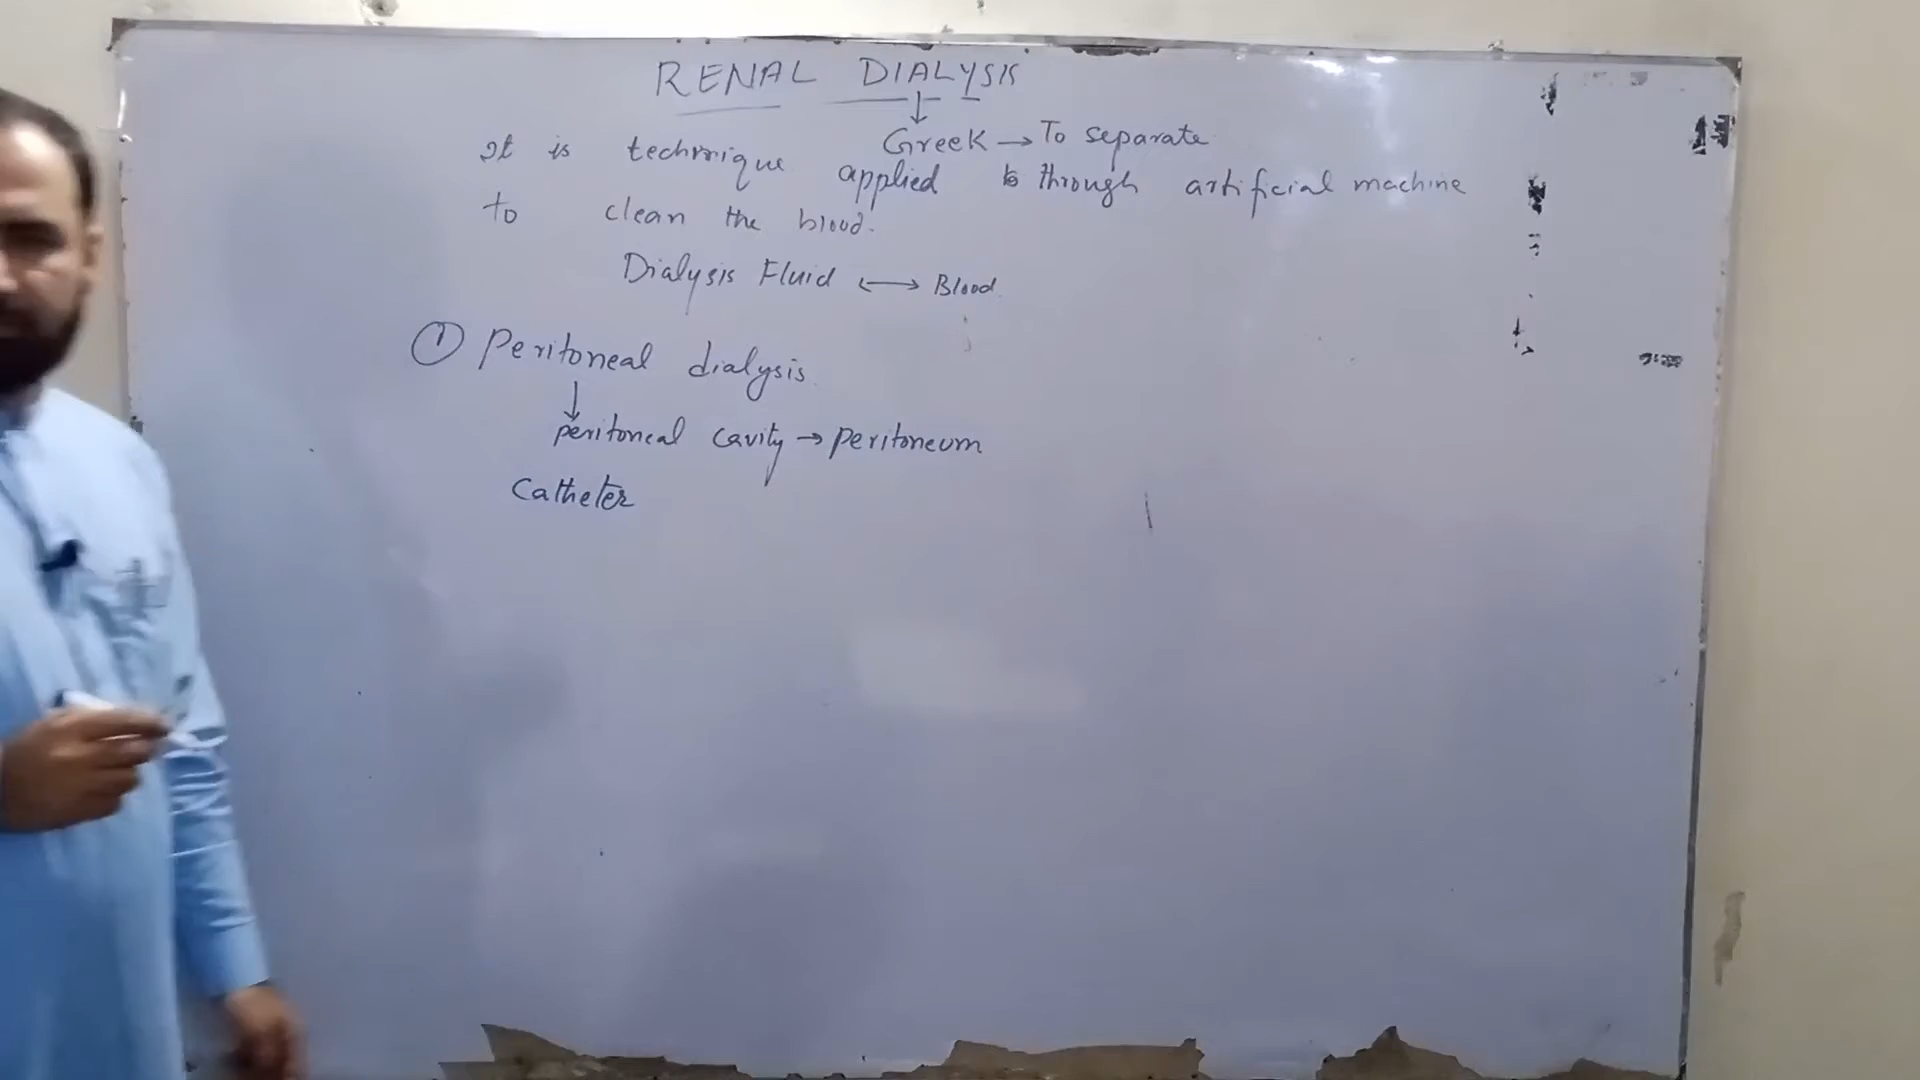 RENAL DIALYSIS
↓
Greek → To separate
It is technique applied to through artificial machine
to clean the blood.
Dialysis Fluid ⟷ Blood
① Peritoneal dialysis
↓
peritoneal cavity → peritoneum
Catheter